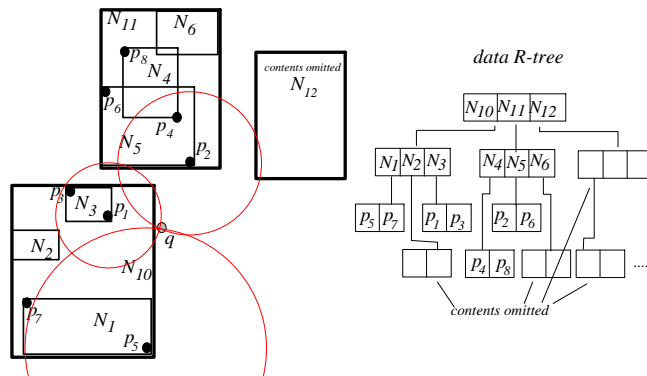 N11
N6
p8
N4
contents omitted
N12
p6
p4
N5
p2
p3
N3
p1
q
N2
N10
p7
N1
p5
data R-tree
N10 N11 N12
N1 N2 N3
N4 N5 N6
p5 p7
p1 p3
p2 p6
p4 p8
....
contents omitted